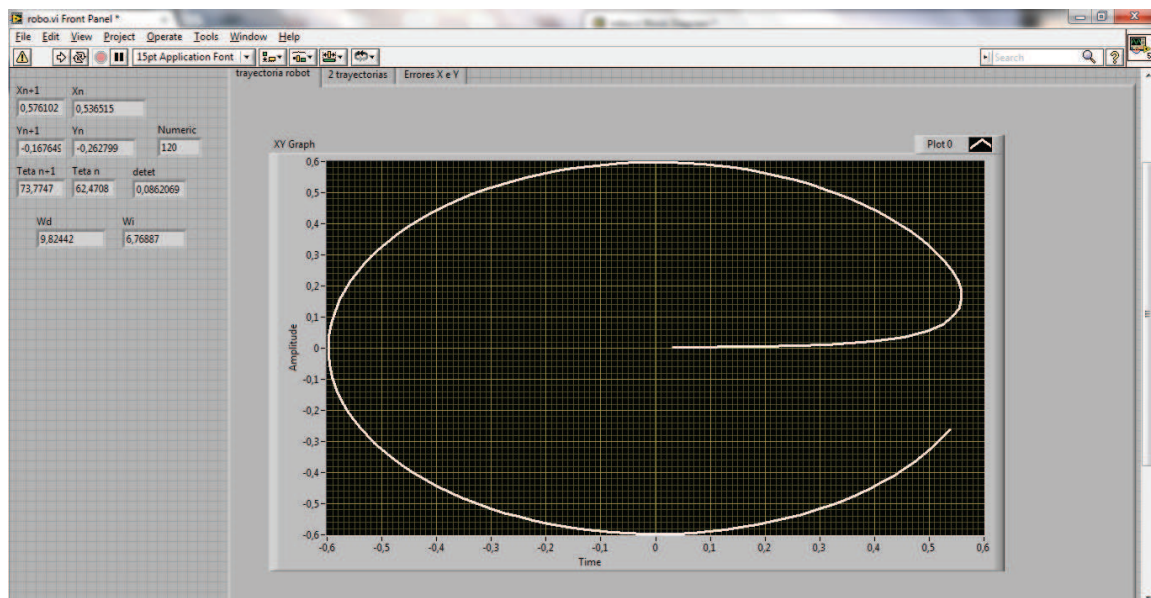 robo.vi Front Panel *
File Edit View Project Operate Tools Window Help
15pt Application Font
Search
trayectoria robot 2 trayectorias Errores X e Y
Xn+1 Xn
0,576102 0,536515
Yn+1 Yn Numeric
-0,167645 -0,262799 120
Teta n+1 Teta n detet
73,7747 62,4708 0,0862069
Wd Wi
9,82442 6,76887
XY Graph
Plot 0
0,6
0,5
0,4
0,3
0,2
0,1
0
-0,1
-0,2
-0,3
-0,4
-0,5
-0,6
Amplitude
-0,6 -0,5 -0,4 -0,3 -0,2 -0,1 0 0,1 0,2 0,3 0,4 0,5 0,6
Time